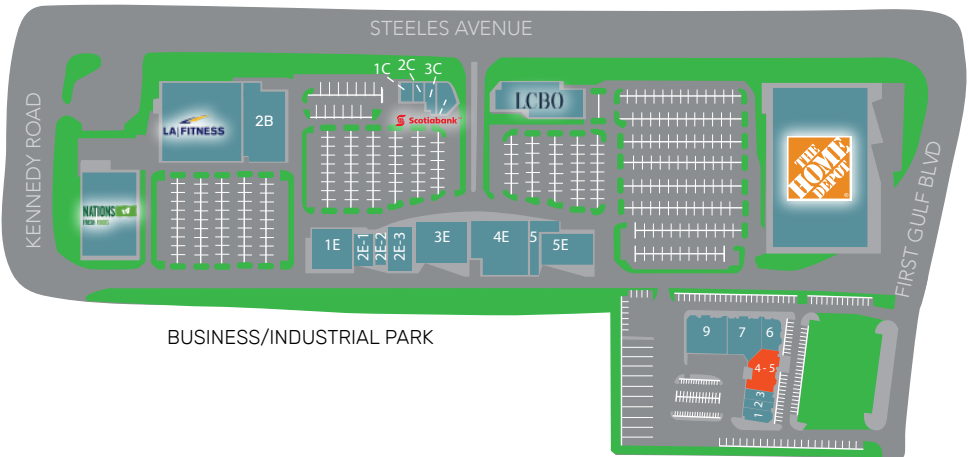 STEELES AVENUE
KENNEDY ROAD
FIRST GULF BLVD
1C
2C
3C
LA|FITNESS
2B
Scotiabank
LCBO
THE
HOME
DEPOT
NATIONS
FRESH FOODS
1E
2E-1
2E-2
2E-3
3E
4E
5
5E
BUSINESS/INDUSTRIAL PARK
9
7
6
4 - 5
3
2
1